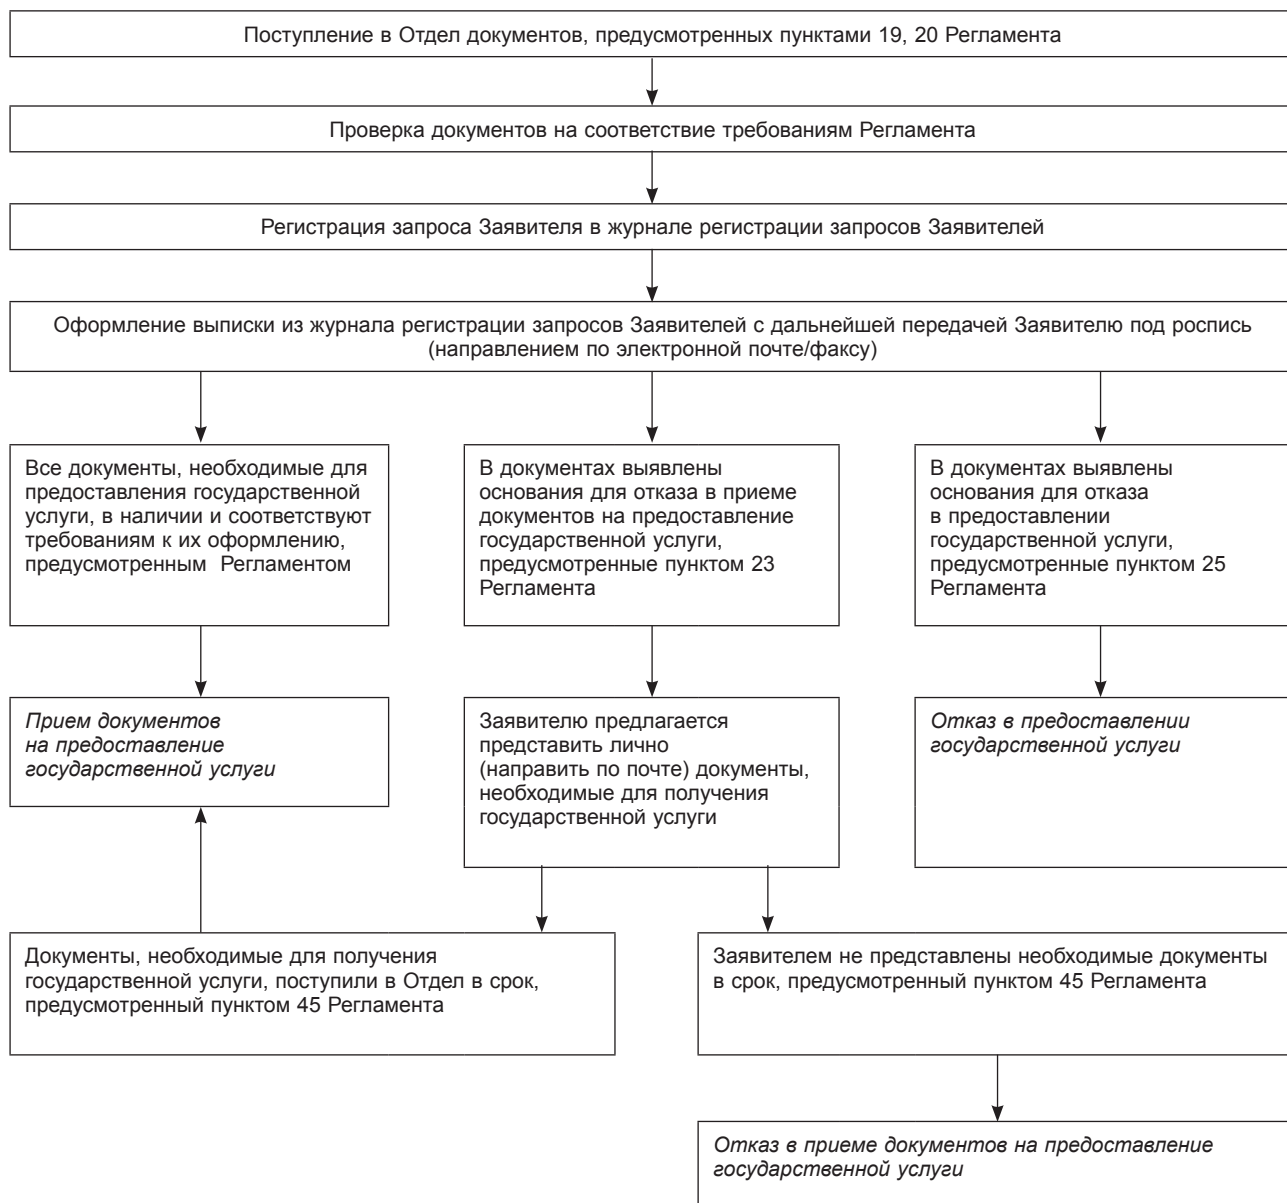 Поступление в Отдел документов, предусмотренных пунктами 19, 20 Регламента
Проверка документов на соответствие требованиям Регламента
Регистрация запроса Заявителя в журнале регистрации запросов Заявителей
Оформление выписки из журнала регистрации запросов Заявителей с дальнейшей передачей Заявителю под роспись
(направлением по электронной почте/факсу)
Все документы, необходимые для
предоставления государственной
услуги, в наличии и соответствуют
требованиям к их оформлению,
предусмотренным Регламентом
В документах выявлены
основания для отказа в приеме
документов на предоставление
государственной услуги,
предусмотренные пунктом 23
Регламента
В документах выявлены
основания для отказа
в предоставлении
государственной услуги,
предусмотренные пунктом 25
Регламента
Прием документов
на предоставление
государственной услуги
Заявителю предлагается
представить лично
(направить по почте) документы,
необходимые для получения
государственной услуги
Отказ в предоставлении
государственной услуги
Документы, необходимые для получения
государственной услуги, поступили в Отдел в срок,
предусмотренный пунктом 45 Регламента
Заявителем не представлены необходимые документы
в срок, предусмотренный пунктом 45 Регламента
Отказ в приеме документов на предоставление
государственной услуги